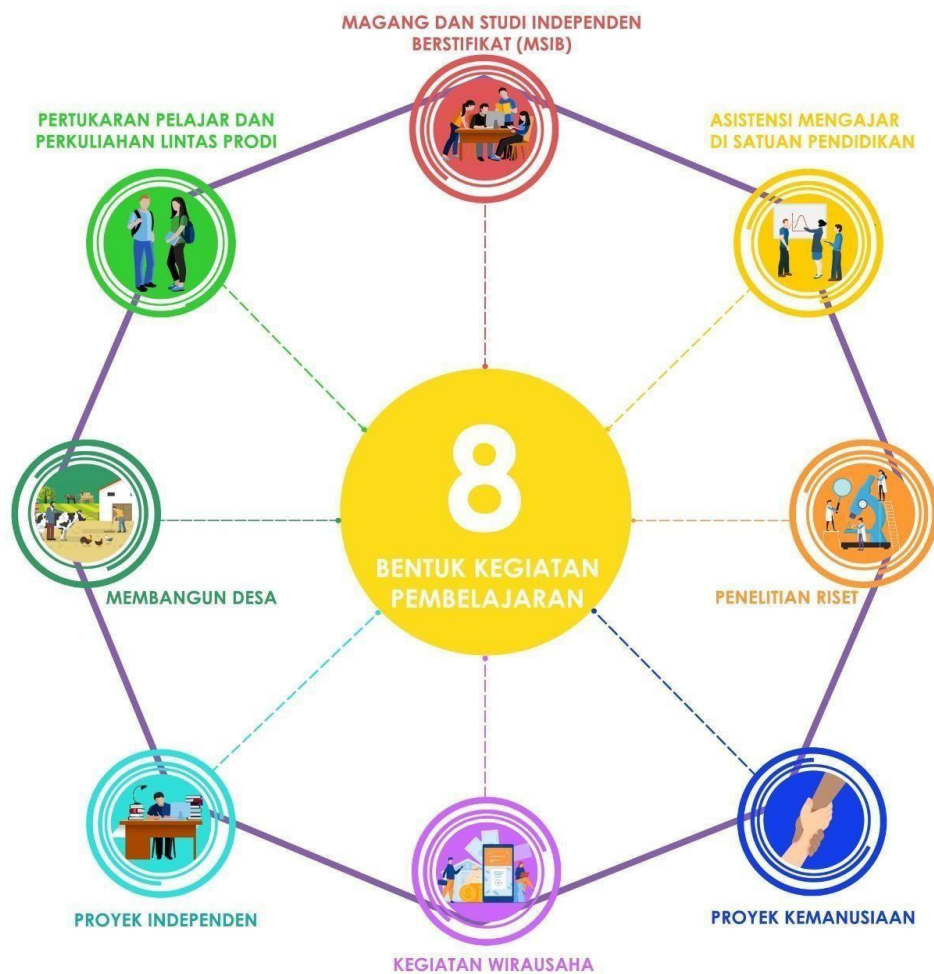 MAGANG DAN STUDI INDEPENDEN
BERSTIFIKAT (MSIB)
PERTUKARAN PELAJAR DAN
PERKULIAHAN LINTAS PRODI
ASISTENSI MENGAJAR
DI SATUAN PENDIDIKAN
8
BENTUK KEGIATAN
PEMBELAJARAN
MEMBANGUN DESA
PENELITIAN RISET
PROYEK INDEPENDEN
PROYEK KEMANUSIAAN
KEGIATAN WIRAUSAHA